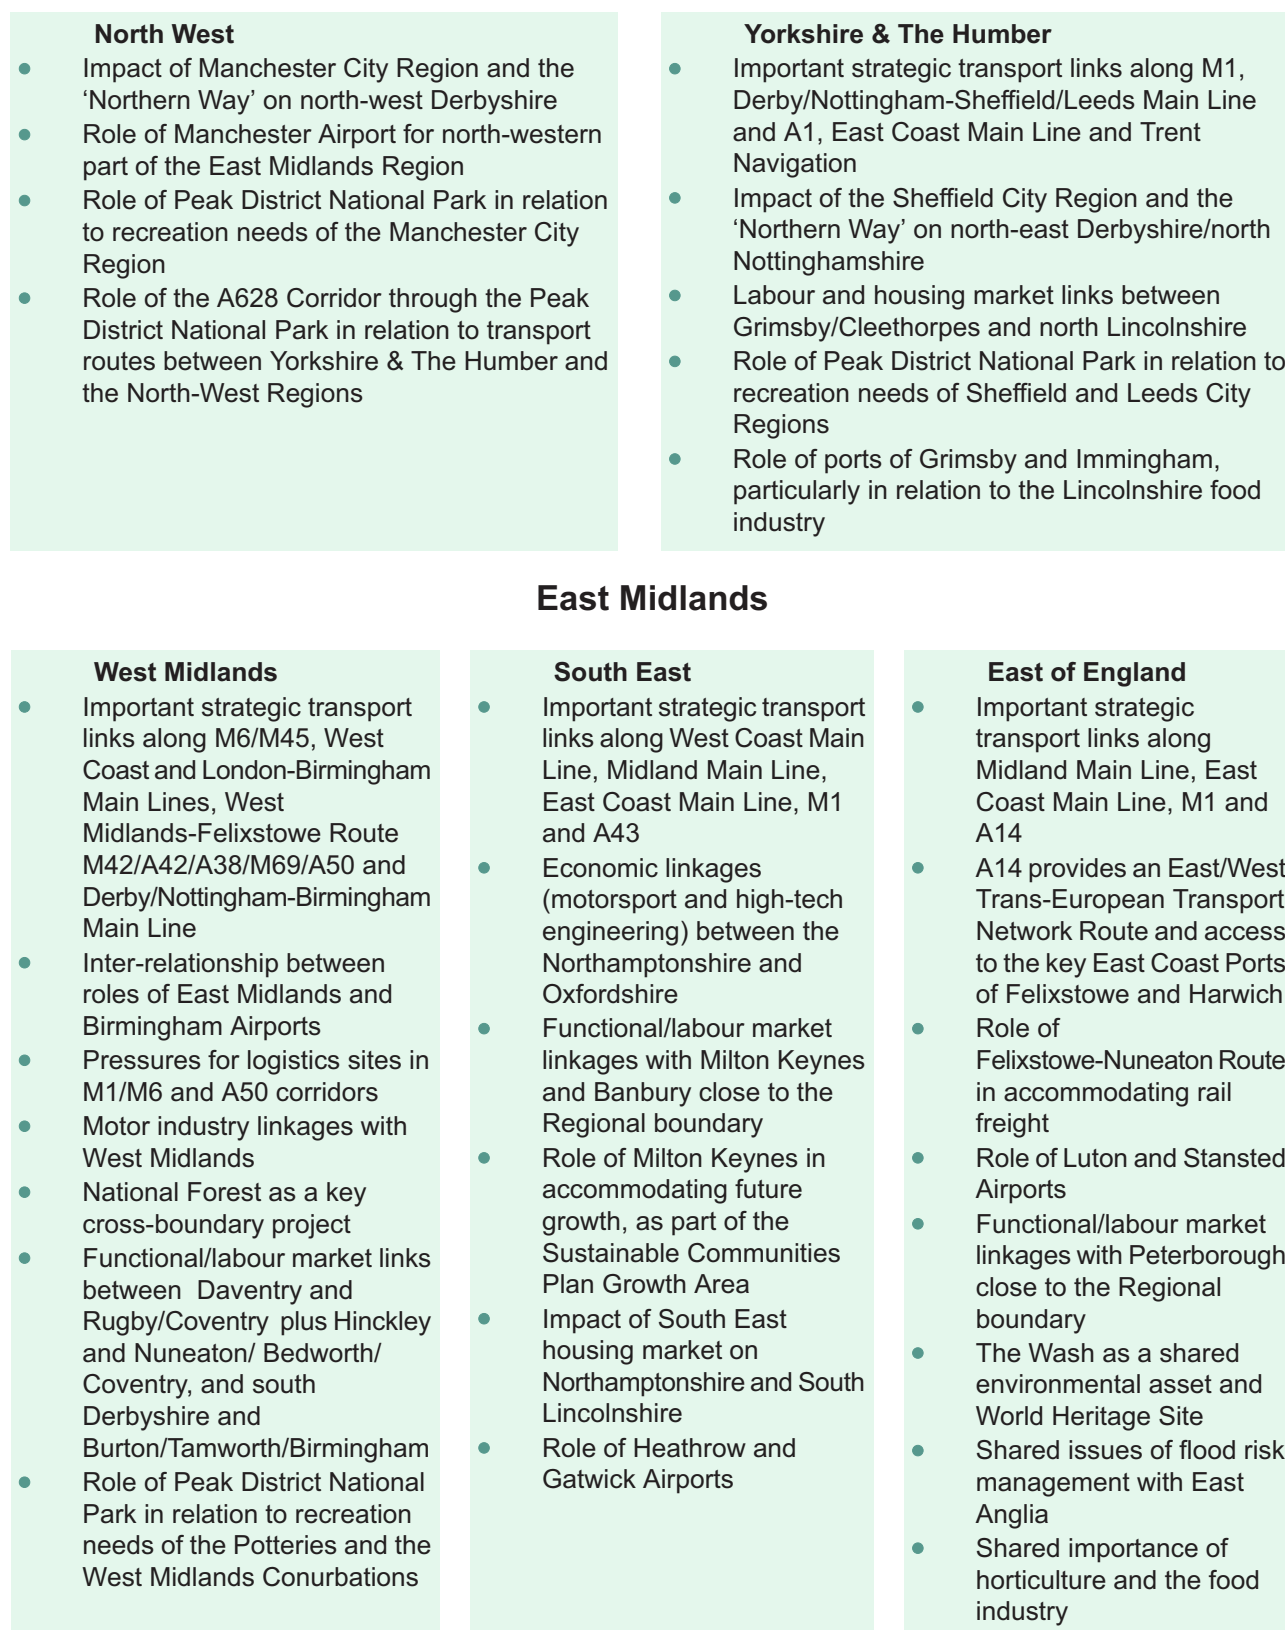 North West
● Impact of Manchester City Region and the
‘Northern Way’ on north-west Derbyshire
● Role of Manchester Airport for north-western
part of the East Midlands Region
● Role of Peak District National Park in relation
to recreation needs of the Manchester City
Region
● Role of the A628 Corridor through the Peak
District National Park in relation to transport
routes between Yorkshire & The Humber and
the North-West Regions
Yorkshire & The Humber
● Important strategic transport links along M1,
Derby/Nottingham-Sheffield/Leeds Main Line
and A1, East Coast Main Line and Trent
Navigation
● Impact of the Sheffield City Region and the
‘Northern Way’ on north-east Derbyshire/north
Nottinghamshire
● Labour and housing market links between
Grimsby/Cleethorpes and north Lincolnshire
● Role of Peak District National Park in relation to
recreation needs of Sheffield and Leeds City
Regions
● Role of ports of Grimsby and Immingham,
particularly in relation to the Lincolnshire food
industry
East Midlands
West Midlands
● Important strategic transport
links along M6/M45, West
Coast and London-Birmingham
Main Lines, West
Midlands-Felixstowe Route
M42/A42/A38/M69/A50 and
Derby/Nottingham-Birmingham
Main Line
● Inter-relationship between
roles of East Midlands and
Birmingham Airports
● Pressures for logistics sites in
M1/M6 and A50 corridors
● Motor industry linkages with
West Midlands
● National Forest as a key
cross-boundary project
● Functional/labour market links
between Daventry and
Rugby/Coventry plus Hinckley
and Nuneaton/ Bedworth/
Coventry, and south
Derbyshire and
Burton/Tamworth/Birmingham
● Role of Peak District National
Park in relation to recreation
needs of the Potteries and the
West Midlands Conurbations
South East
● Important strategic transport
links along West Coast Main
Line, Midland Main Line,
East Coast Main Line, M1
and A43
● Economic linkages
(motorsport and high-tech
engineering) between the
Northamptonshire and
Oxfordshire
● Functional/labour market
linkages with Milton Keynes
and Banbury close to the
Regional boundary
● Role of Milton Keynes in
accommodating future
growth, as part of the
Sustainable Communities
Plan Growth Area
● Impact of South East
housing market on
Northamptonshire and South
Lincolnshire
● Role of Heathrow and
Gatwick Airports
East of England
● Important strategic
transport links along
Midland Main Line, East
Coast Main Line, M1 and
A14
● A14 provides an East/West
Trans-European Transport
Network Route and access
to the key East Coast Ports
of Felixstowe and Harwich
● Role of
Felixstowe-Nuneaton Route
in accommodating rail
freight
● Role of Luton and Stansted
Airports
● Functional/labour market
linkages with Peterborough
close to the Regional
boundary
● The Wash as a shared
environmental asset and
World Heritage Site
● Shared issues of flood risk
management with East
Anglia
● Shared importance of
horticulture and the food
industry